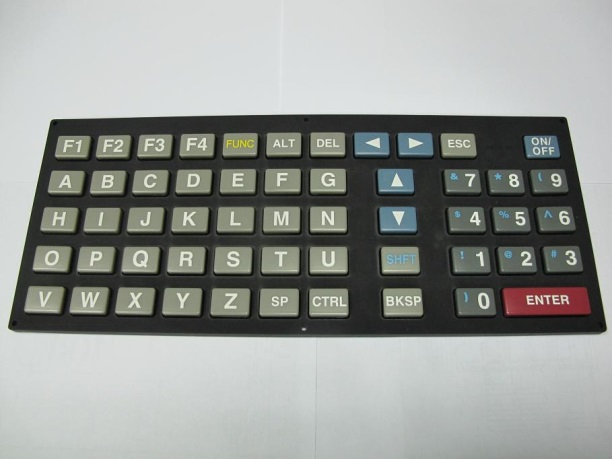 F1 F2 F3 F4 FUNC ALT DEL ESC ON/
OFF
A B C D E F G & 7 * 8 ( 9
H I J K L M N $ 4 % 5 ^ 6
O P Q R S T U SHFT ! 1 @ 2 # 3
V W X Y Z SP CTRL BKSP ) 0 ENTER